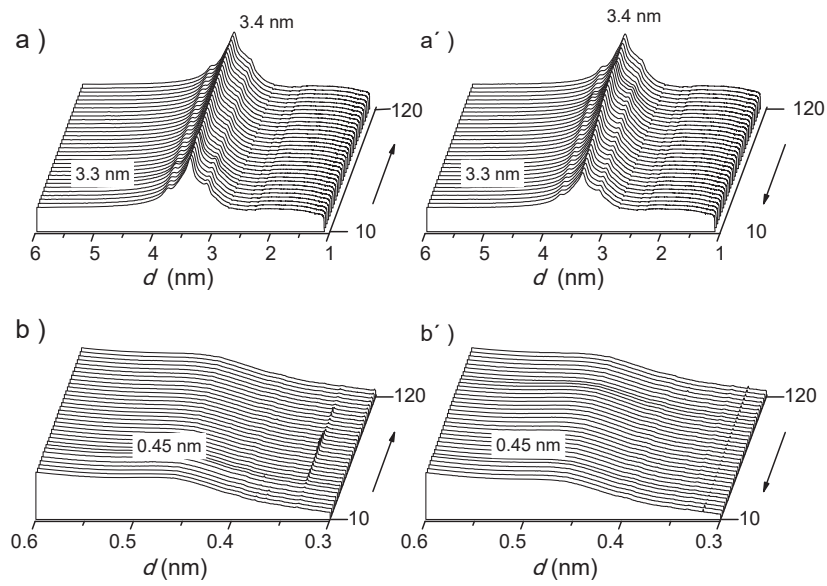 a ) 3.4 nm
3.3 nm
120
10
6 5 4 3 2 1
d (nm)
a´ ) 3.4 nm
3.3 nm
120
10
6 5 4 3 2 1
d (nm)
b )
0.45 nm
120
10
0.6 0.5 0.4 0.3
d (nm)
b´ )
0.45 nm
120
10
0.6 0.5 0.4 0.3
d (nm)